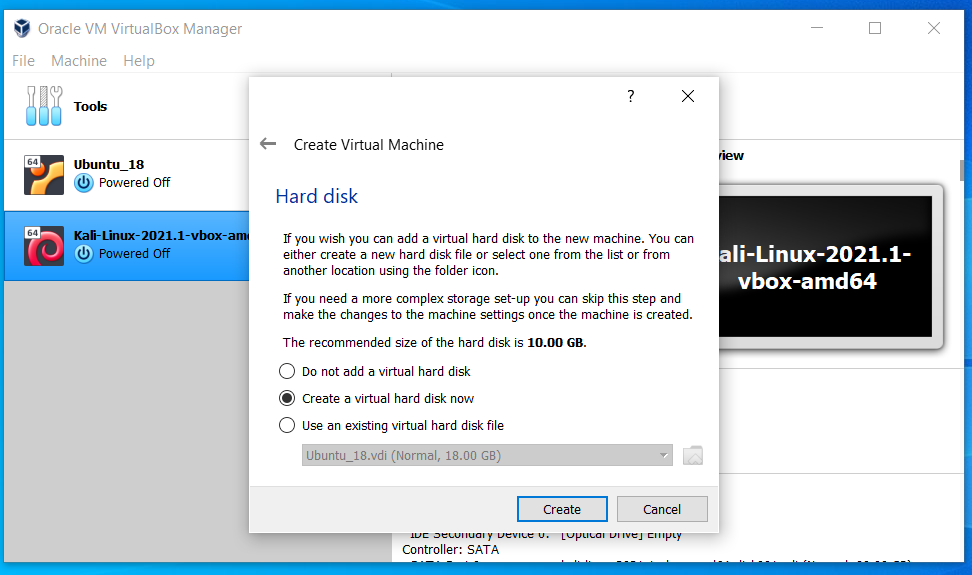 Oracle VM VirtualBox Manager
File Machine Help
Tools
64
Ubuntu_18
Powered Off
64
Kali-Linux-2021.1-vbox-am
Powered Off
?
Create Virtual Machine
Hard disk
If you wish you can add a virtual hard disk to the new machine. You can
either create a new hard disk file or select one from the list or from
another location using the folder icon.
If you need a more complex storage set-up you can skip this step and
make the changes to the machine settings once the machine is created.
The recommended size of the hard disk is 10.00 GB.
Do not add a virtual hard disk
Create a virtual hard disk now
Use an existing virtual hard disk file
Ubuntu_18.vdi (Normal, 18.00 GB)
Create Cancel
view
ali-Linux-2021.1-
vbox-amd64
IDE Secondary Device 0: [Optical Drive] Empty
Controller: SATA